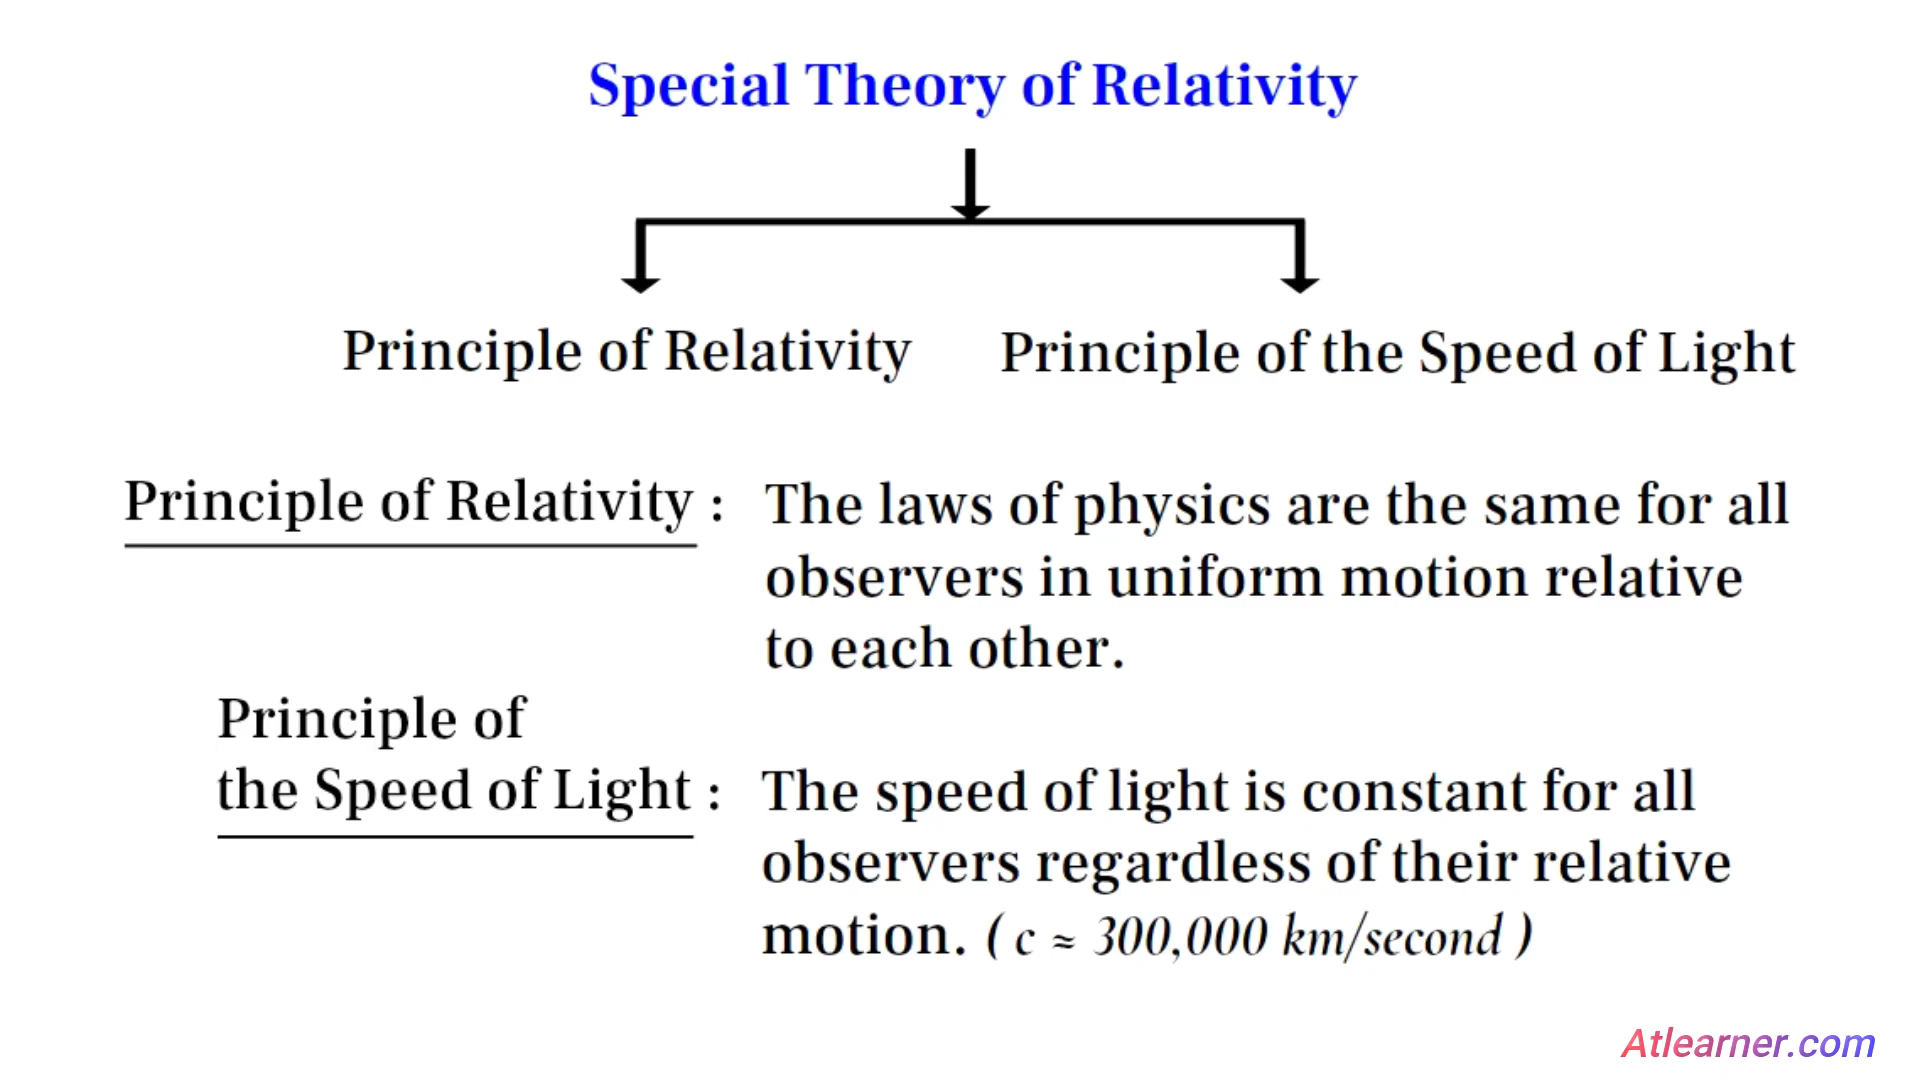 Special Theory of Relativity
Principle of Relativity
Principle of the Speed of Light
Principle of Relativity :
The laws of physics are the same for all
observers in uniform motion relative
to each other.
Principle of
the Speed of Light :
The speed of light is constant for all
observers regardless of their relative
motion. ( c ≈ 300,000 km/second )
Atlearner.com